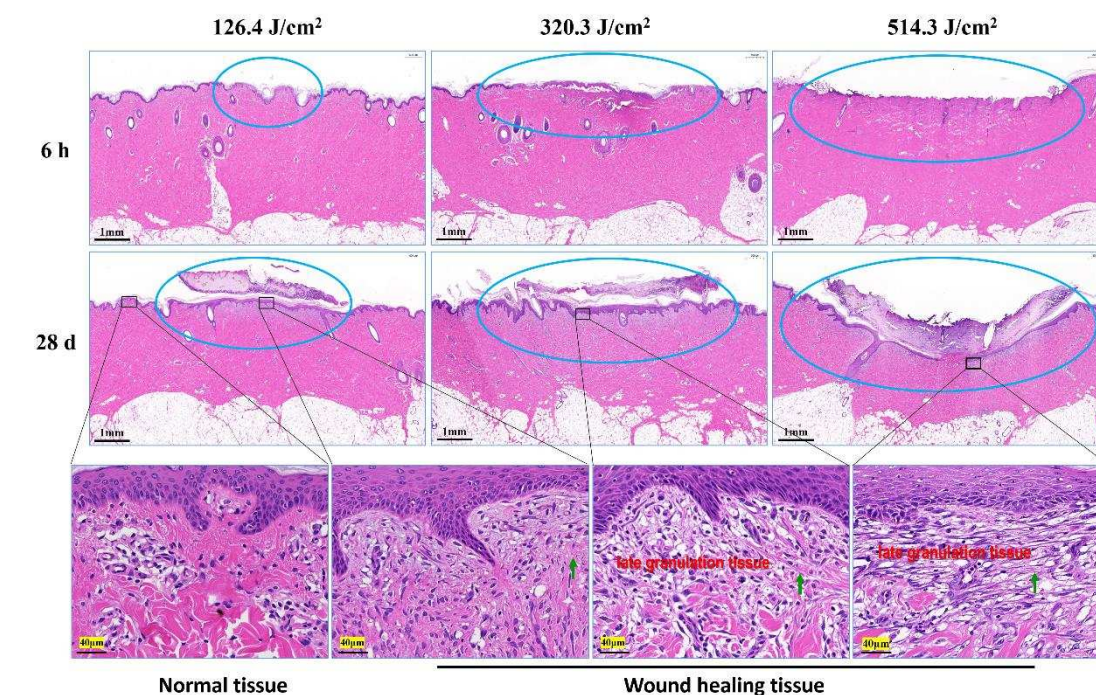 126.4 J/cm² 320.3 J/cm² 514.3 J/cm²
6 h
1mm 1mm 1mm
28 d
1mm 1mm 1mm
late granulation tissue late granulation tissue
40μm 40μm 40μm 40μm
Normal tissue Wound healing tissue